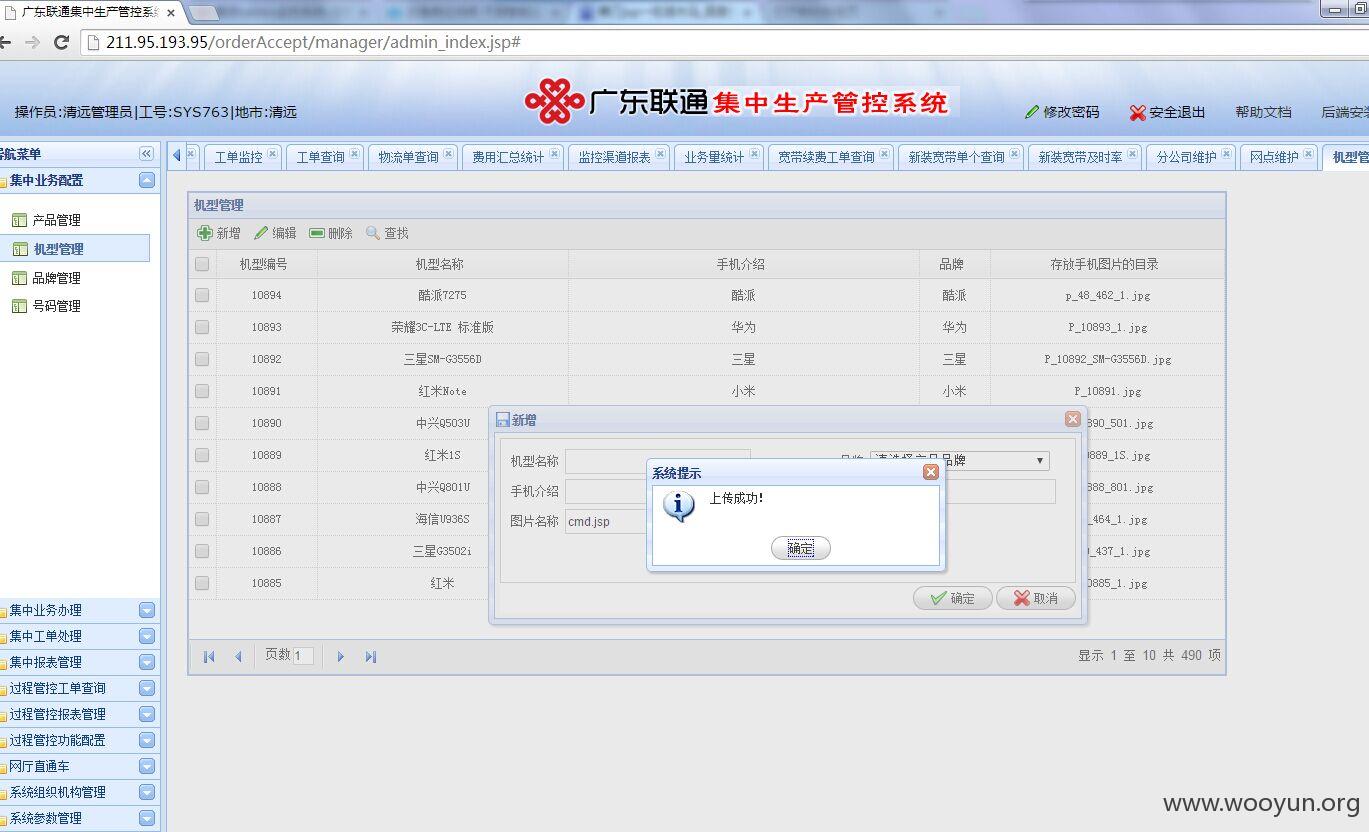 广东联通集中生产管控系统
211.95.193.95/orderAccept/manager/admin_index.jsp#
广东联通集中生产管控系统
操作员:清远管理员|工号:SYS763|地市:清远
修改密码 安全退出 帮助文档 后端安装
导航菜单
工单监控 工单查询 物流单查询 费用汇总统计 监控渠道报表 业务量统计 宽带续费工单查询 新装宽带单个查询 新装宽带及时率 分公司维护 网点维护 机型管
集中业务配置
产品管理
机型管理
品牌管理
号码管理
集中业务办理
集中工单处理
集中报表管理
过程管控工单查询
过程管控报表管理
过程管控功能配置
网厅直通车
系统组织机构管理
系统参数管理
机型管理
新增 编辑 删除 查找
机型编号 机型名称 手机介绍 品牌 存放手机图片的目录
10894 酷派7275 酷派 酷派 p_48_462_1.jpg
10893 荣耀3C-LTE 标准版 华为 华为 P_10893_1.jpg
10892 三星SM-G3556D 三星 三星 P_10892_SM-G3556D.jpg
10891 红米Note 小米 小米 P_10891.jpg
10890 中兴Q503U 890_501.jpg
10889 红米1S 889_1S.jpg
10888 中兴Q801U 888_801.jpg
10887 海信U936S _464_1.jpg
10886 三星G3502i _437_1.jpg
10885 红米 0885_1.jpg
新增
机型名称 品牌 请选择产品品牌
手机介绍
图片名称 cmd.jsp
确定 取消
系统提示
上传成功!
确定
页数 1
显示 1 至 10 共 490 项
www.wooyun.org